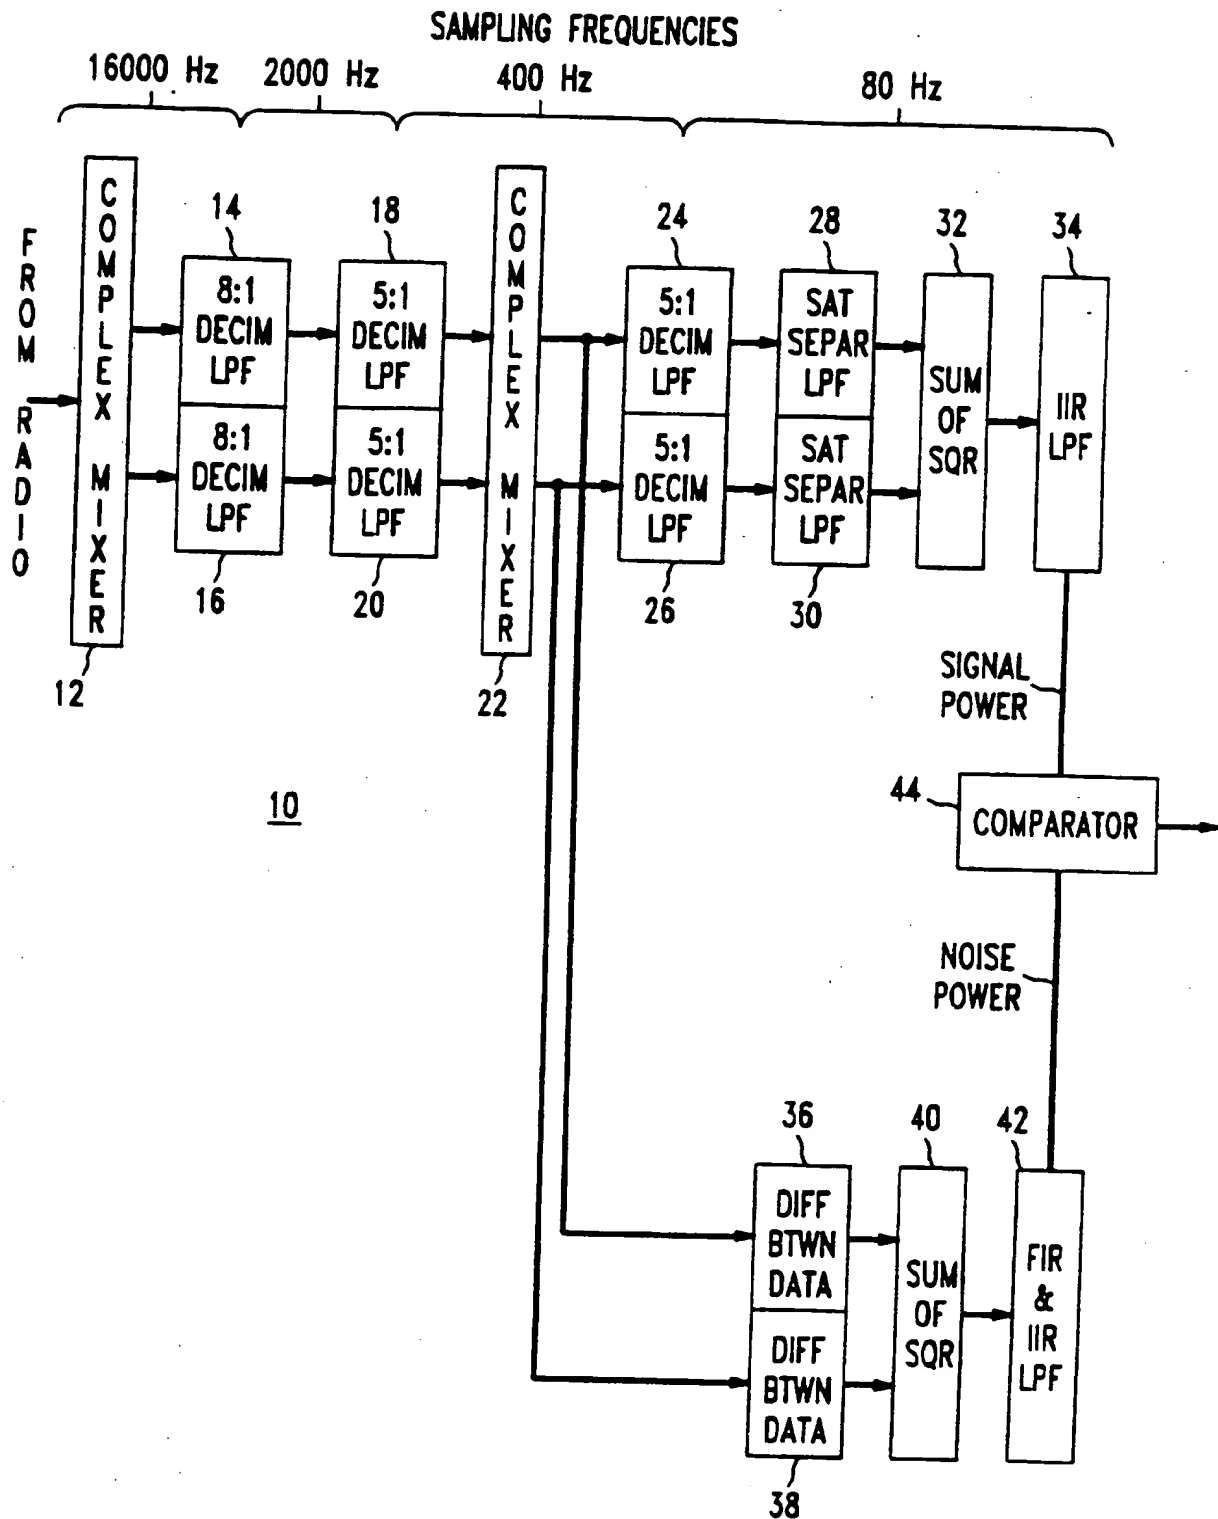 SAMPLING FREQUENCIES
16000 Hz
2000 Hz
400 Hz
80 Hz
FROM RADIO
COMPLEX MIXER
12
14
8:1
DECIM
LPF
8:1
DECIM
LPF
16
18
5:1
DECIM
LPF
5:1
DECIM
LPF
20
COMPLEX MIXER
22
24
5:1
DECIM
LPF
5:1
DECIM
LPF
26
28
SAT
SEPAR
LPF
SAT
SEPAR
LPF
30
32
SUM
OF
SQR
34
IIR
LPF
SIGNAL
POWER
10
44
COMPARATOR
NOISE
POWER
36
DIFF
BTWN
DATA
DIFF
BTWN
DATA
38
40
SUM
OF
SQR
42
FIR
&
IIR
LPF